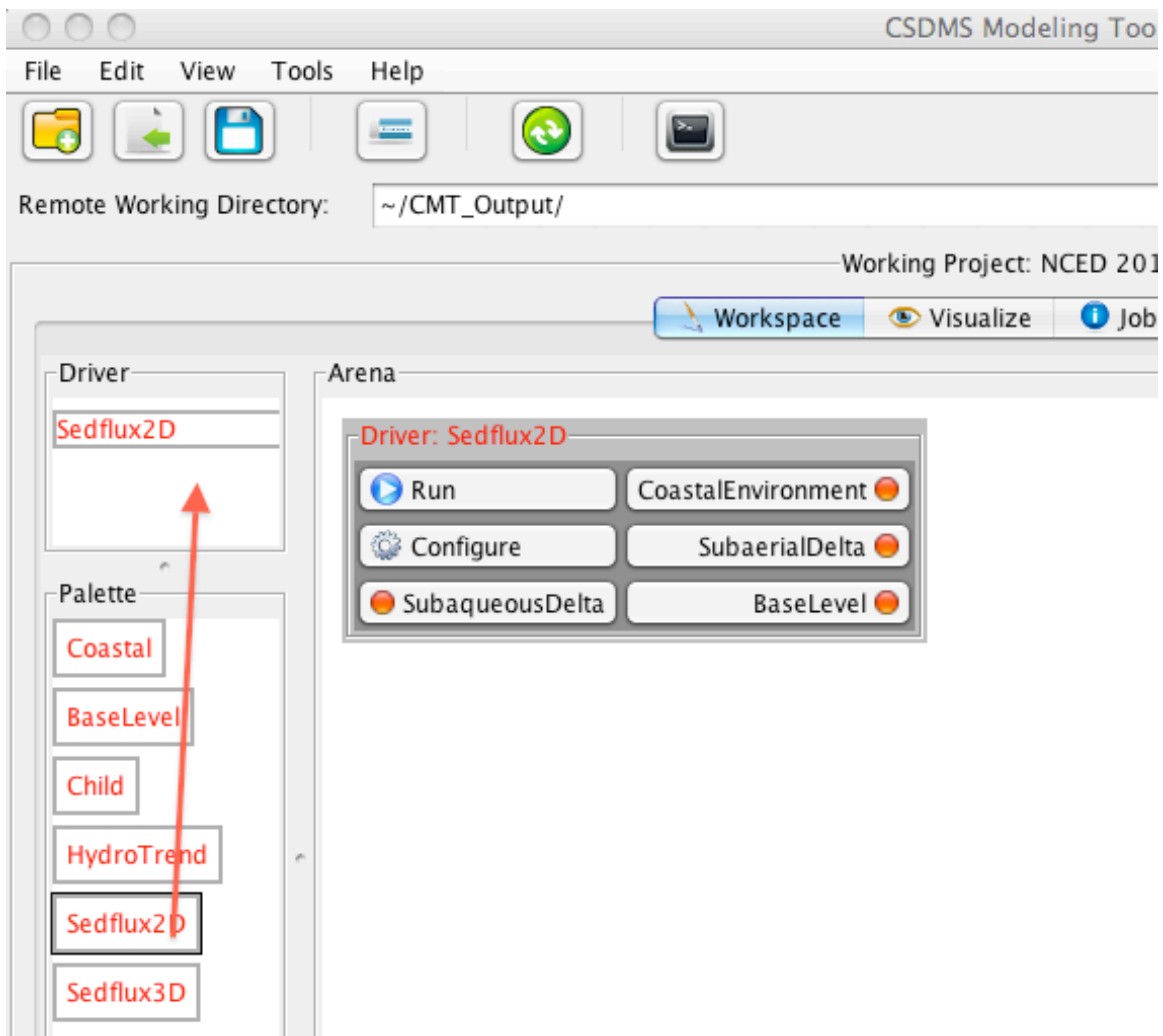 CSDMS Modeling Too
File Edit View Tools Help
Remote Working Directory: ~/CMT_Output/
Working Project: NCED 201
Workspace Visualize Job
Driver
Sedflux2D
Arena
Driver: Sedflux2D
Run CoastalEnvironment
Configure SubaerialDelta
SubaqueousDelta BaseLevel
Palette
Coastal
BaseLevel
Child
HydroTrend
Sedflux2D
Sedflux3D